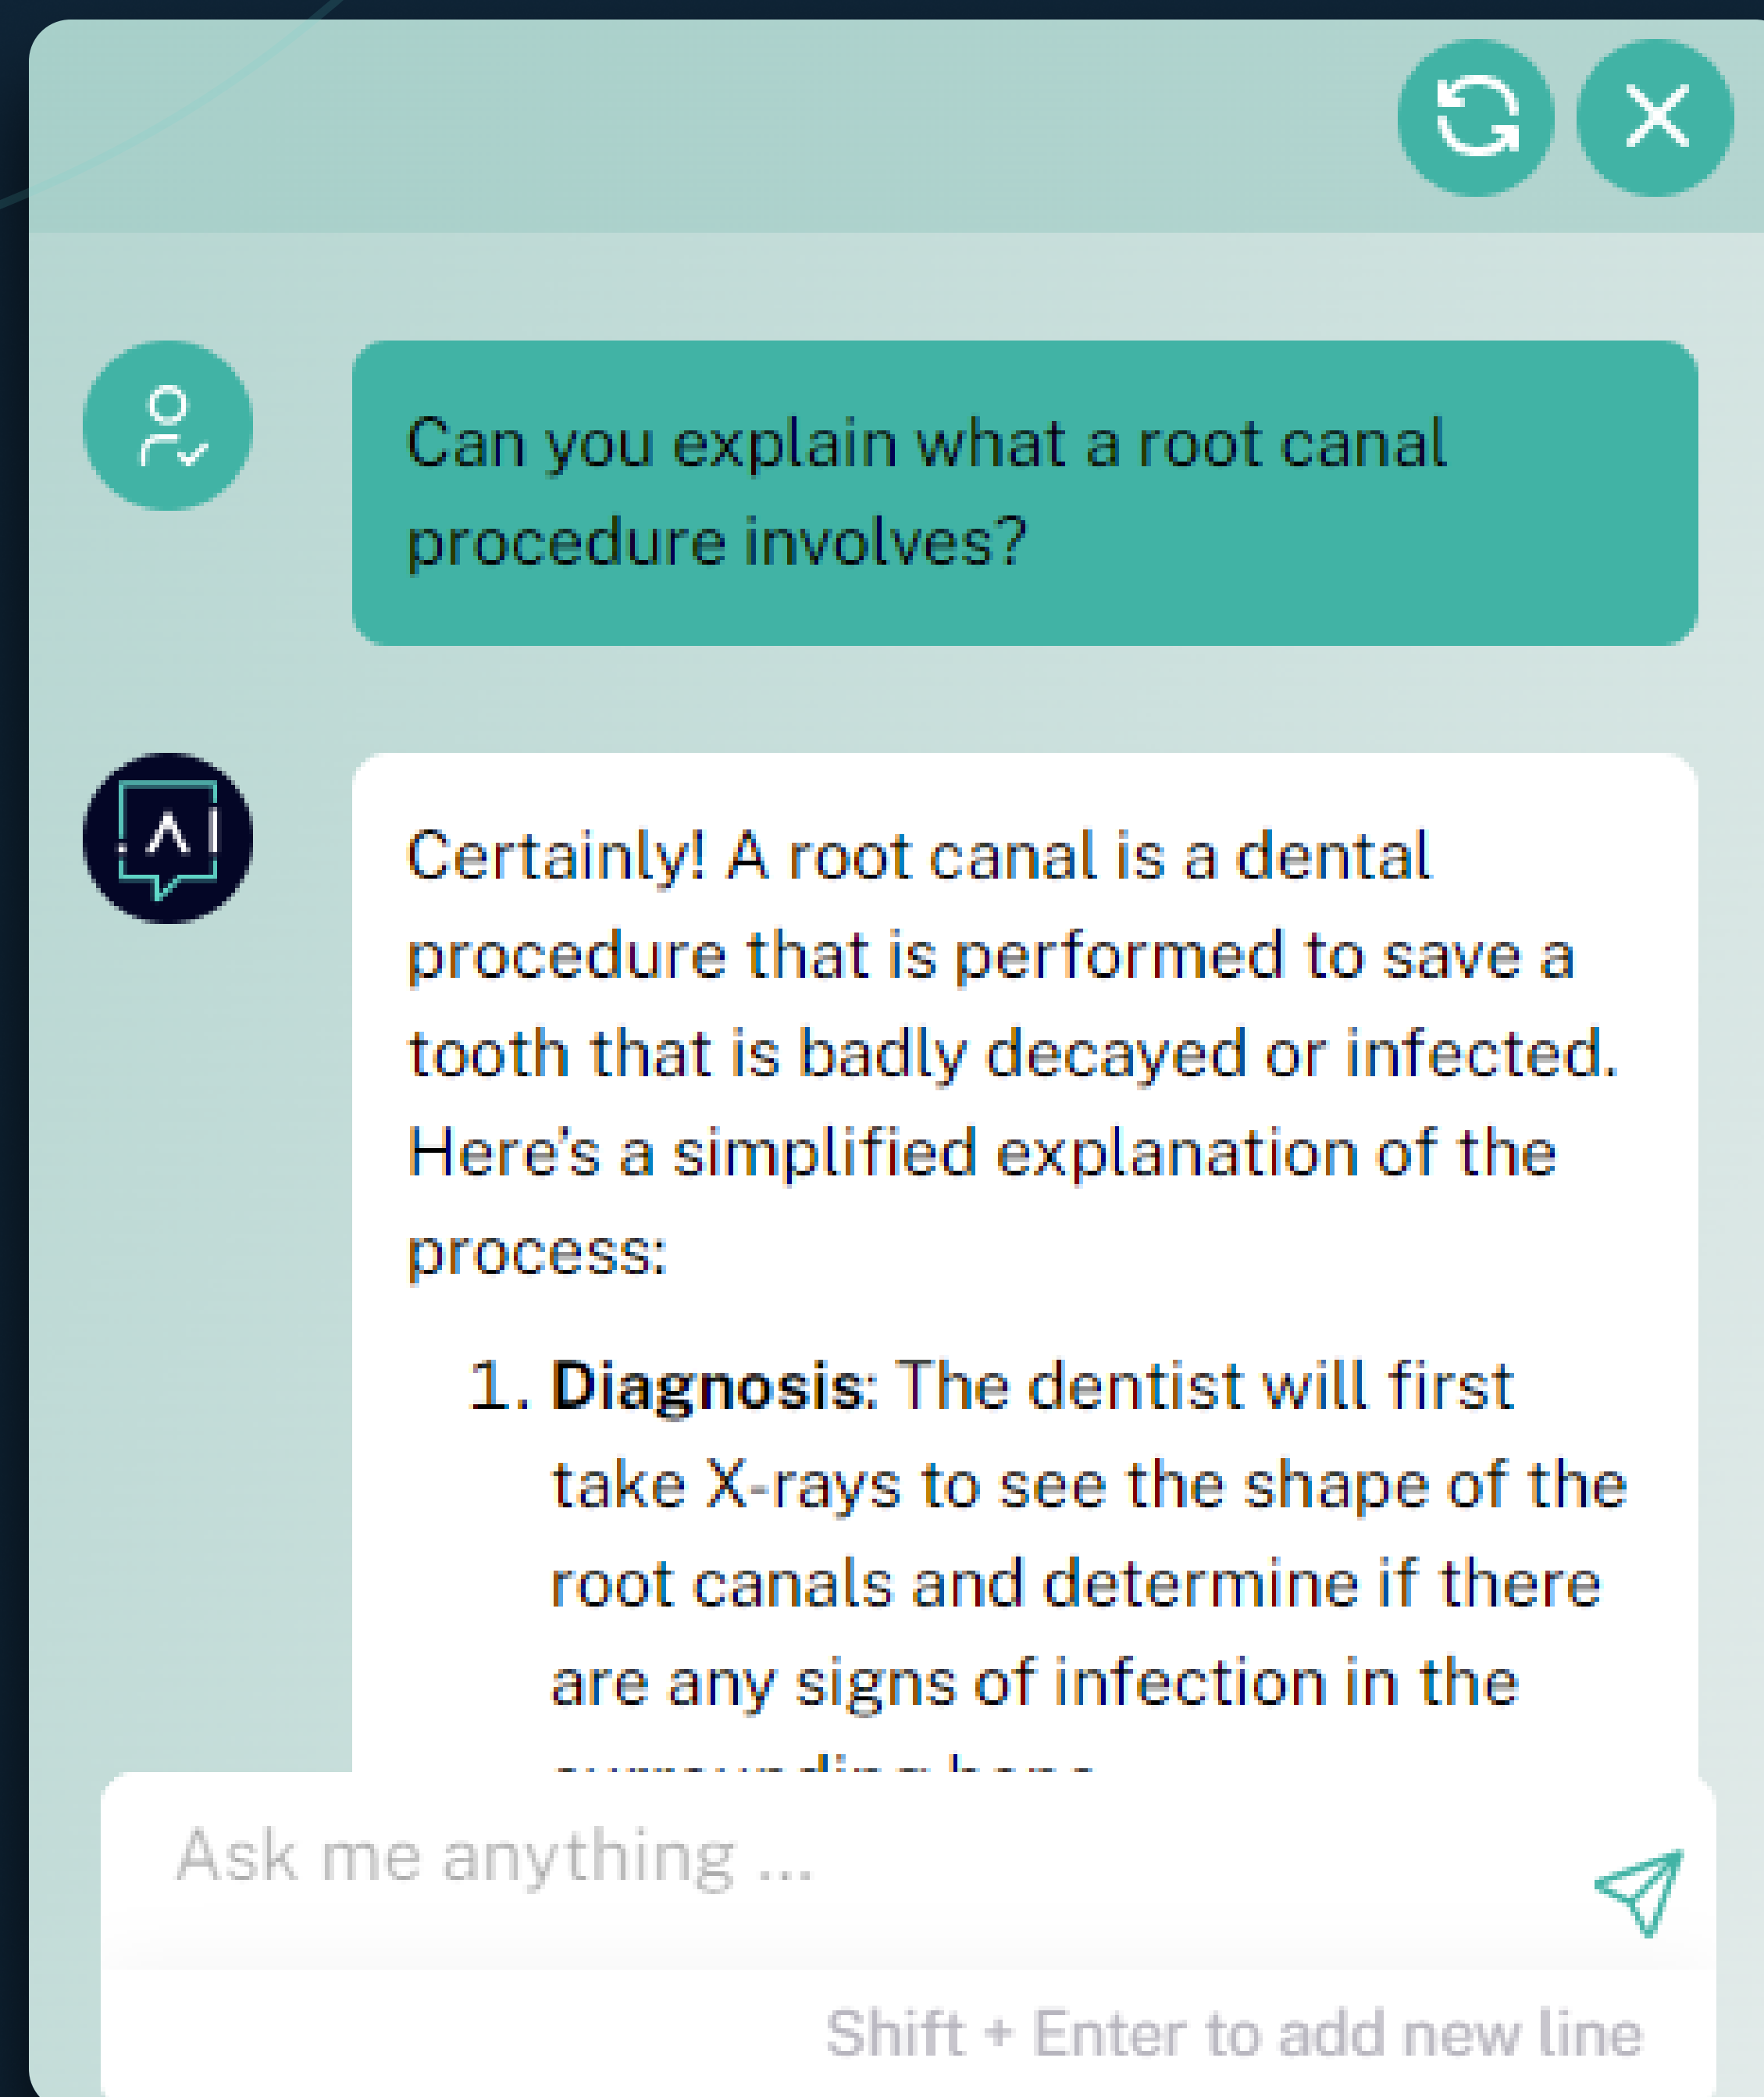 Can you explain what a root canal
procedure involves?
Certainly! A root canal is a dental
procedure that is performed to save a
tooth that is badly decayed or infected.
Here's a simplified explanation of the
process:
1. Diagnosis: The dentist will first
take X-rays to see the shape of the
root canals and determine if there
are any signs of infection in the
Ask me anything ...
Shift + Enter to add new line